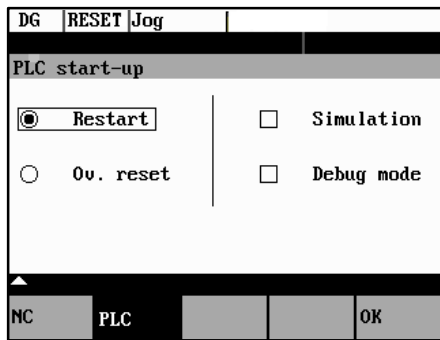 DG RESET Jog
PLC start-up
Restart Simulation
Ov. reset Debug mode
NC PLC OK